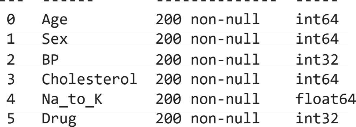 --- ------ -------------- -----
0 Age 200 non-null int64
1 Sex 200 non-null int64
2 BP 200 non-null int32
3 Cholesterol 200 non-null int64
4 Na_to_K 200 non-null float64
5 Drug 200 non-null int32